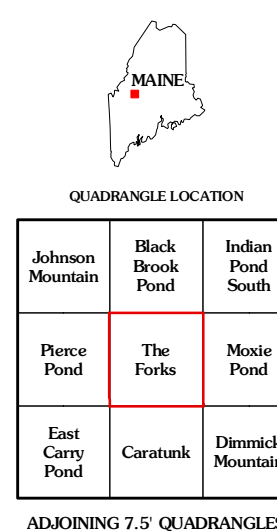 MAINE
QUADRANGLE LOCATION
Johnson
Mountain
Black
Brook
Pond
Indian
Pond
South
Pierce
Pond
The
Forks
Moxie
Pond
East
Carry
Pond
Caratunk
Dimmick
Mountain
ADJOINING 7.5' QUADRANGLES